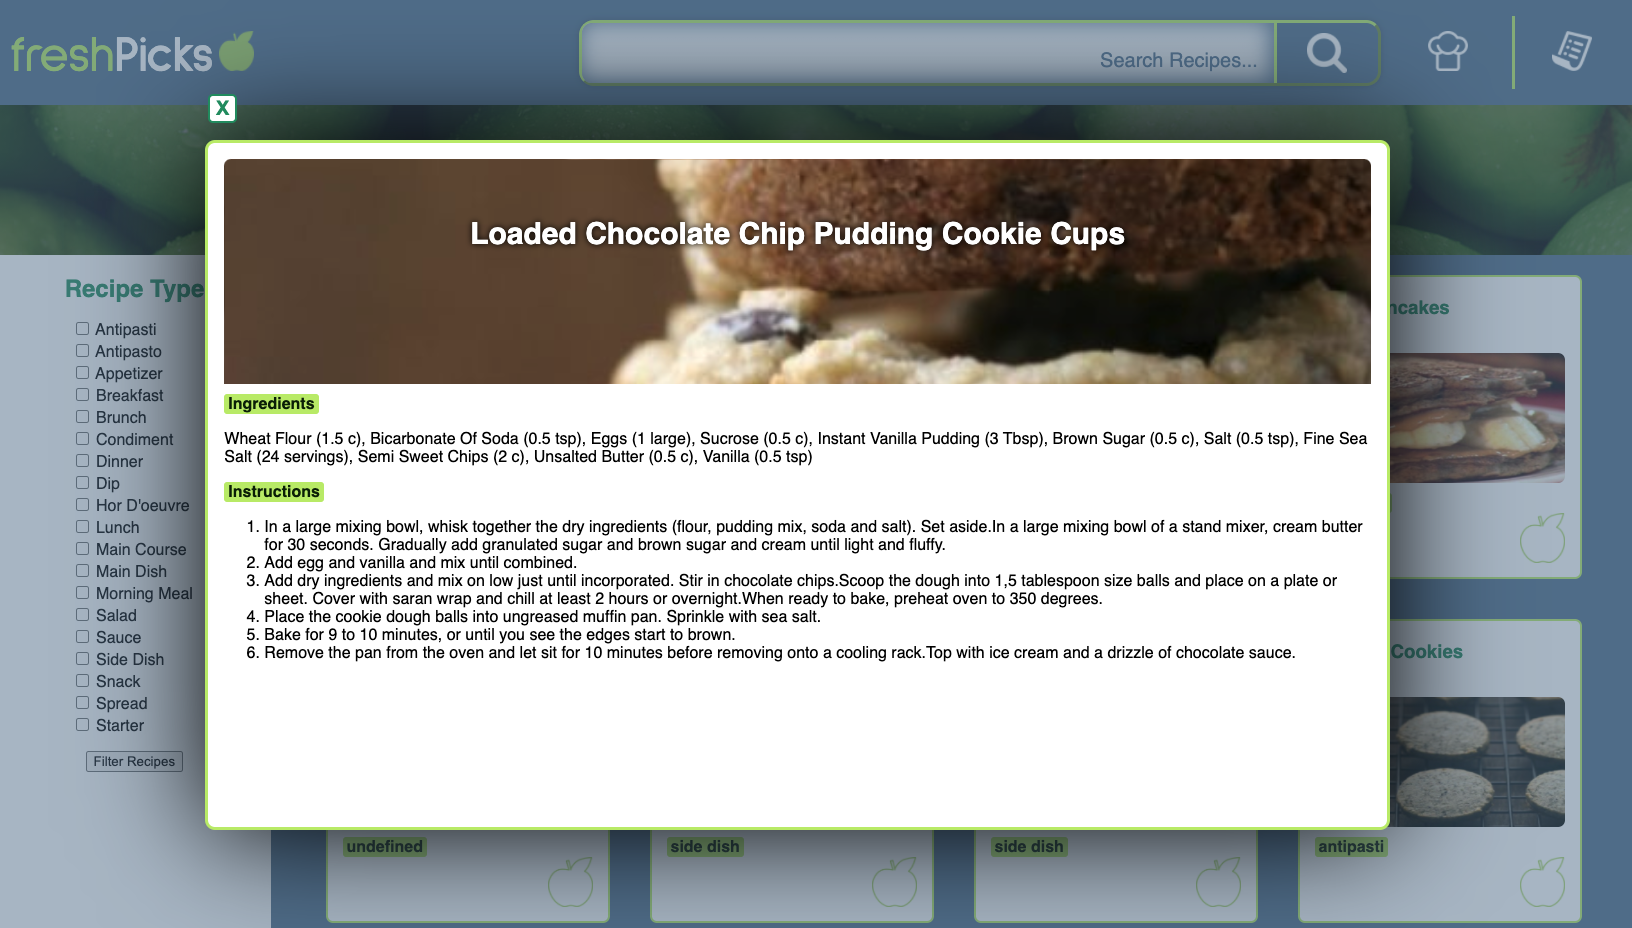 freshPicks
Search Recipes...
X
Loaded Chocolate Chip Pudding Cookie Cups
Ingredients
Wheat Flour (1.5 c), Bicarbonate Of Soda (0.5 tsp), Eggs (1 large), Sucrose (0.5 c), Instant Vanilla Pudding (3 Tbsp), Brown Sugar (0.5 c), Salt (0.5 tsp), Fine Sea
Salt (24 servings), Semi Sweet Chips (2 c), Unsalted Butter (0.5 c), Vanilla (0.5 tsp)
Instructions
1. In a large mixing bowl, whisk together the dry ingredients (flour, pudding mix, soda and salt). Set aside.In a large mixing bowl of a stand mixer, cream butter
for 30 seconds. Gradually add granulated sugar and brown sugar and cream until light and fluffy.
2. Add egg and vanilla and mix until combined.
3. Add dry ingredients and mix on low just until incorporated. Stir in chocolate chips.Scoop the dough into 1,5 tablespoon size balls and place on a plate or
sheet. Cover with saran wrap and chill at least 2 hours or overnight.When ready to bake, preheat oven to 350 degrees.
4. Place the cookie dough balls into ungreased muffin pan. Sprinkle with sea salt.
5. Bake for 9 to 10 minutes, or until you see the edges start to brown.
6. Remove the pan from the oven and let sit for 10 minutes before removing onto a cooling rack.Top with ice cream and a drizzle of chocolate sauce.
Recipe Type
Antipasti
Antipasto
Appetizer
Breakfast
Brunch
Condiment
Dinner
Dip
Hor D'oeuvre
Lunch
Main Course
Main Dish
Morning Meal
Salad
Sauce
Side Dish
Snack
Spread
Starter
Filter Recipes
ncakes
Cookies
undefined
side dish
side dish
antipasti